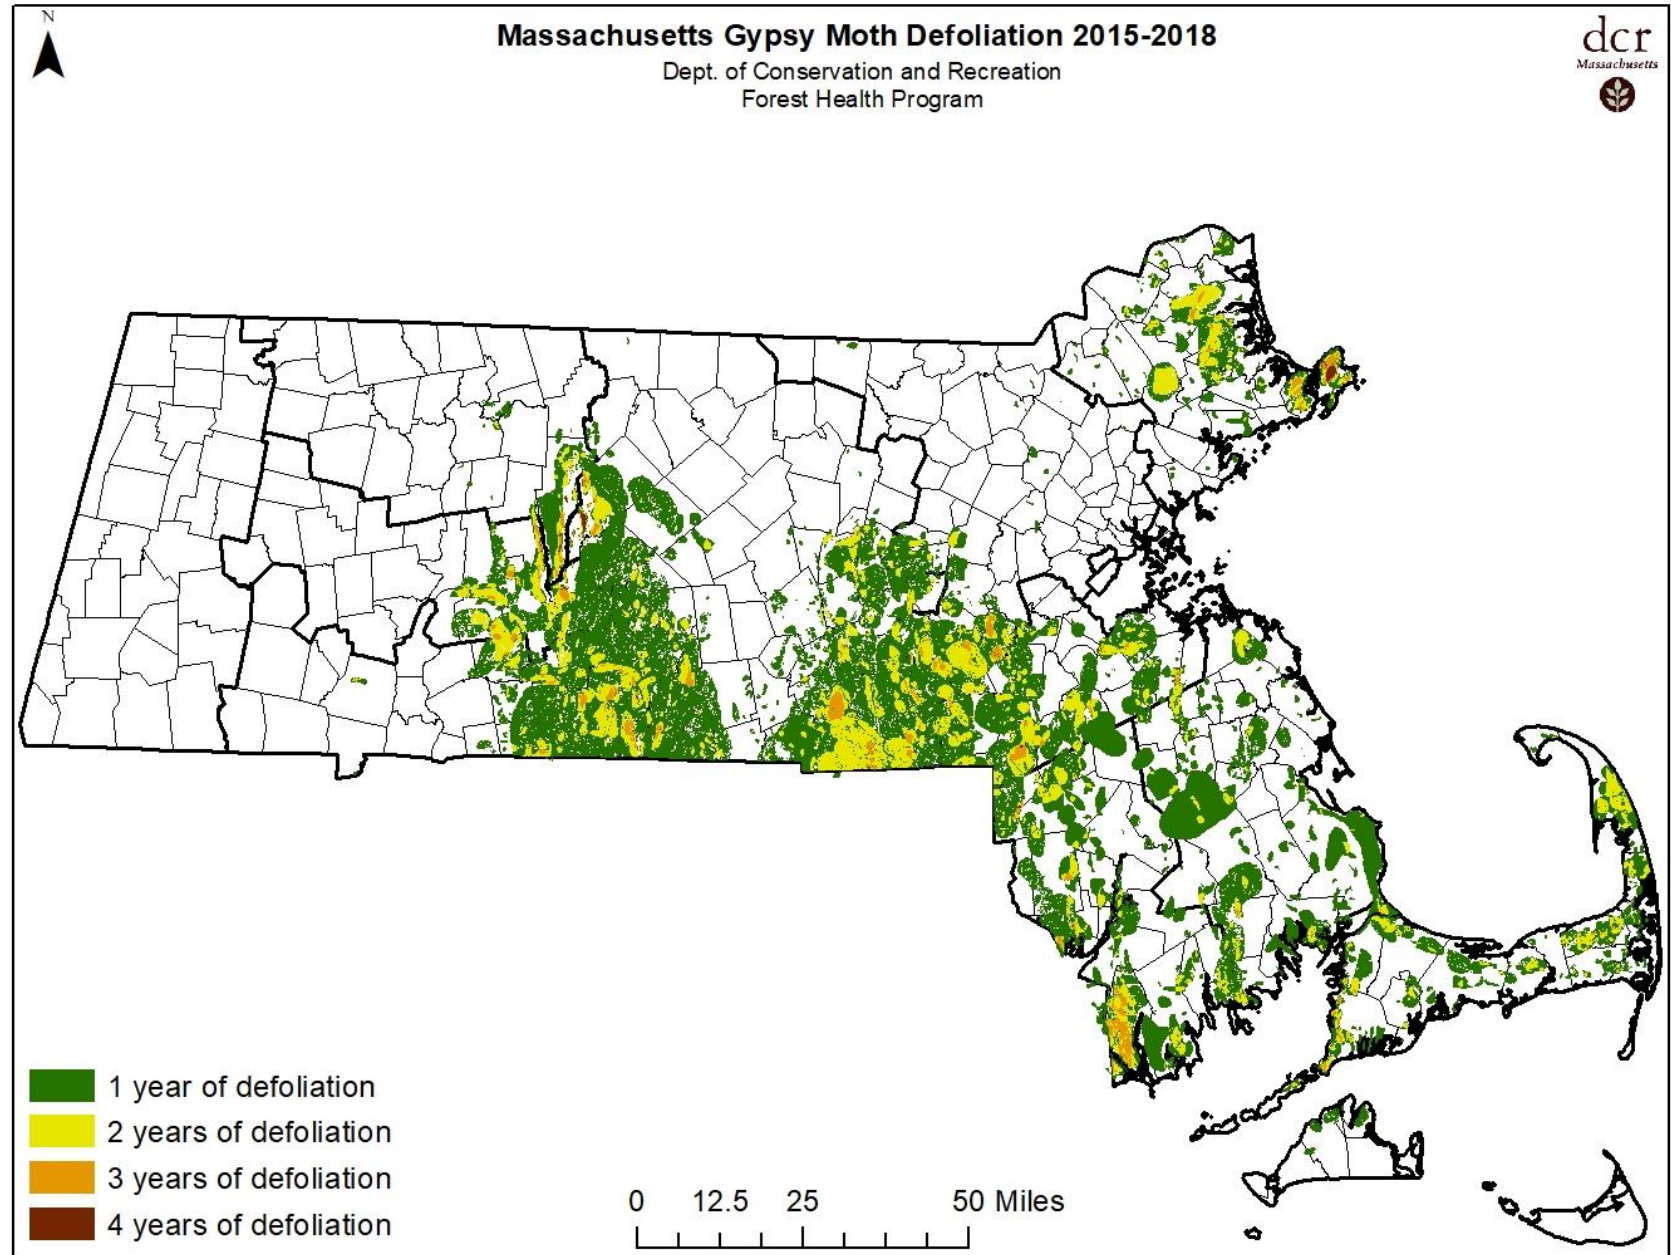 N
Massachusetts Gypsy Moth Defoliation 2015-2018
Dept. of Conservation and Recreation
Forest Health Program
dcr
Massachusetts
1 year of defoliation
2 years of defoliation
3 years of defoliation
4 years of defoliation
0 12.5 25 50 Miles